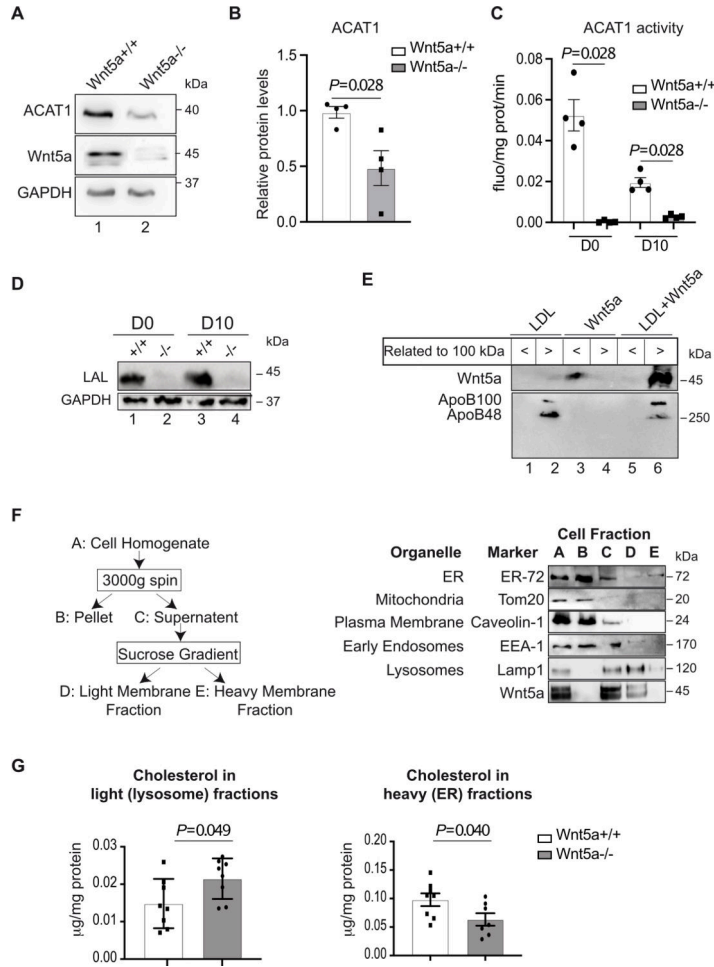 A
Wnt5a+/+ Wnt5a-/-
kDa
ACAT1 - 40
Wnt5a - 45
- 37
GAPDH
1 2
B
ACAT1
Wnt5a+/+
Wnt5a-/-
Relative protein levels
1.5
1.0
0.5
0.0
P=0.028
C
ACAT1 activity
P=0.028
Wnt5a+/+
Wnt5a-/-
P=0.028
fluo/mg prot/min
0.08
0.06
0.04
0.02
0.00
D0 D10
D
D0 D10
+/+ -/- +/+ -/- kDa
LAL - 45
GAPDH - 37
1 2 3 4
E
LDL Wnt5a LDL+Wnt5a
Related to 100 kDa < > < > < > kDa
Wnt5a - 45
ApoB100
ApoB48 - 250
1 2 3 4 5 6
F
A: Cell Homogenate
3000g spin
B: Pellet C: Supernatent
Sucrose Gradient
D: Light Membrane Fraction
E: Heavy Membrane Fraction
Cell Fraction
Organelle Marker A B C D E kDa
ER ER-72 - 72
Mitochondria Tom20 - 20
Plasma Membrane Caveolin-1 - 24
Early Endosomes EEA-1 - 170
Lysosomes Lamp1 - 120
Wnt5a - 45
G
Cholesterol in
light (lysosome) fractions
P=0.049
µg/mg protein
0.03
0.02
0.01
0.00
Cholesterol in
heavy (ER) fractions
P=0.040
Wnt5a+/+
Wnt5a-/-
µg/mg protein
0.20
0.15
0.10
0.05
0.00